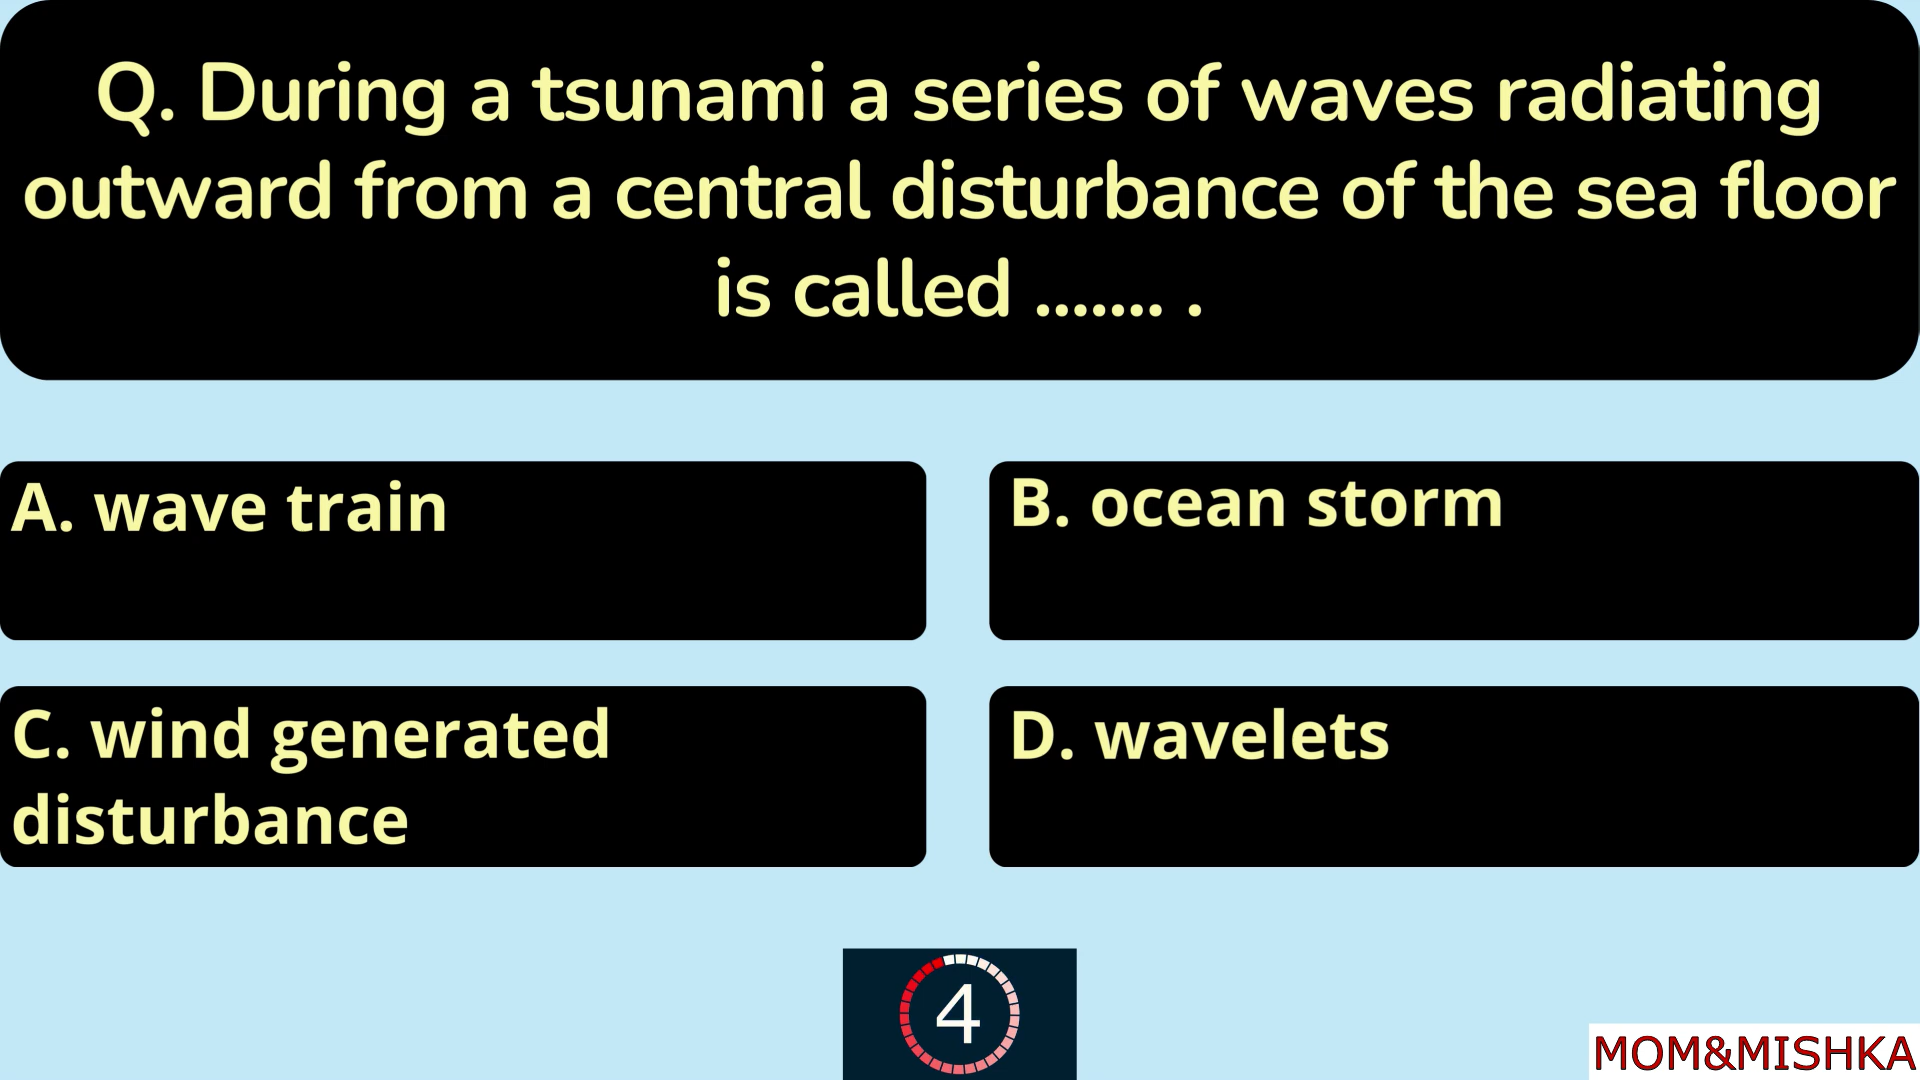 Q. During a tsunami a series of waves radiating
outward from a central disturbance of the sea floor
is called ....... .
A. wave train
B. ocean storm
C. wind generated
disturbance
D. wavelets
4
MOM&MISHKA